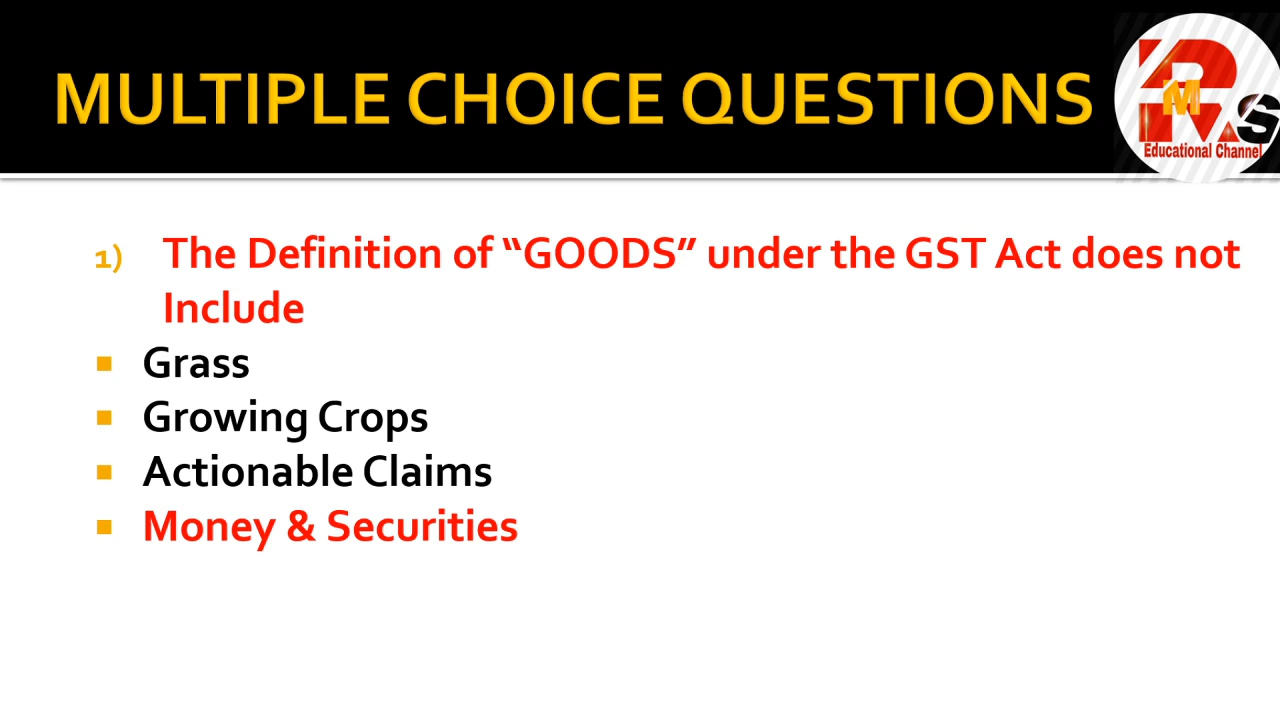 MULTIPLE CHOICE QUESTIONS
M
S
Educational Channel
1) The Definition of “GOODS” under the GST Act does not
Include
Grass
Growing Crops
Actionable Claims
Money & Securities